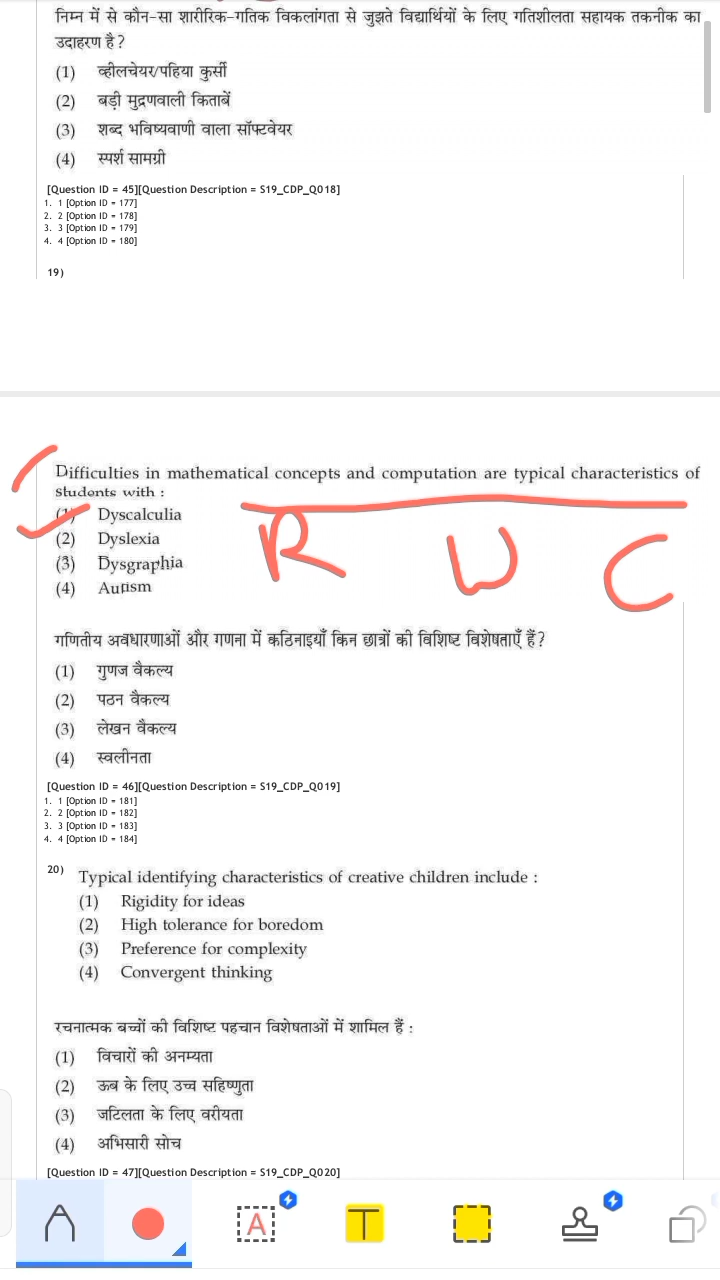 निम्न में से कौन-सा शारीरिक-गतिक विकलांगता से जुझते विद्यार्थियों के लिए गतिशीलता सहायक तकनीक का
उदाहरण है ?
(1) व्हीलचेयर/पहिया कुर्सी
(2) बड़ी मुद्रणवाली किताबें
(3) शब्द भविष्यवाणी वाला सॉफ्टवेयर
(4) स्पर्श सामग्री
[Question ID = 45][Question Description = S19_CDP_Q018]
1. 1 [Option ID = 177]
2. 2 [Option ID = 178]
3. 3 [Option ID = 179]
4. 4 [Option ID = 180]
19)
Difficulties in mathematical concepts and computation are typical characteristics of
students with :
(1) Dyscalculia
(2) Dyslexia
(3) Dysgraphia
(4) Autism
R W C
गणितीय अवधारणाओं और गणना में कठिनाइयाँ किन छात्रों की विशिष्ट विशेषताएँ हैं?
(1) गुणज वैकल्य
(2) पठन वैकल्य
(3) लेखन वैकल्य
(4) स्वलीनता
[Question ID = 46][Question Description = S19_CDP_Q019]
1. 1 [Option ID = 181]
2. 2 [Option ID = 182]
3. 3 [Option ID = 183]
4. 4 [Option ID = 184]
20) Typical identifying characteristics of creative children include :
(1) Rigidity for ideas
(2) High tolerance for boredom
(3) Preference for complexity
(4) Convergent thinking
रचनात्मक बच्चों की विशिष्ट पहचान विशेषताओं में शामिल हैं :
(1) विचारों की अनम्यता
(2) ऊब के लिए उच्च सहिष्णुता
(3) जटिलता के लिए वरीयता
(4) अभिसारी सोच
[Question ID = 47][Question Description = S19_CDP_Q020]
A T